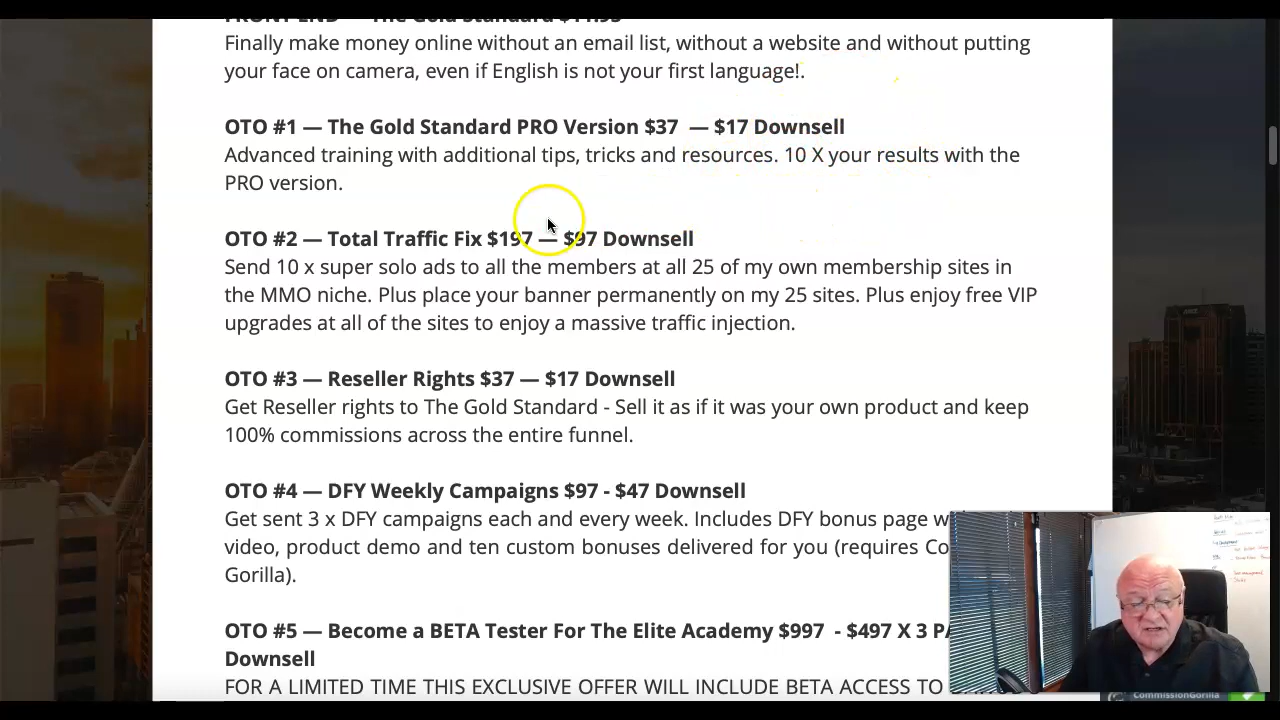 FRONT END — The Gold Standard
Finally make money online without an email list, without a website and without putting
your face on camera, even if English is not your first language!.
OTO #1 — The Gold Standard PRO Version $37 — $17 Downsell
Advanced training with additional tips, tricks and resources. 10 X your results with the
PRO version.
OTO #2 — Total Traffic Fix $197 — $97 Downsell
Send 10 x super solo ads to all the members at all 25 of my own membership sites in
the MMO niche. Plus place your banner permanently on my 25 sites. Plus enjoy free VIP
upgrades at all of the sites to enjoy a massive traffic injection.
OTO #3 — Reseller Rights $37 — $17 Downsell
Get Reseller rights to The Gold Standard - Sell it as if it was your own product and keep
100% commissions across the entire funnel.
OTO #4 — DFY Weekly Campaigns $97 - $47 Downsell
Get sent 3 x DFY campaigns each and every week. Includes DFY bonus page w
video, product demo and ten custom bonuses delivered for you (requires Co
Gorilla).
OTO #5 — Become a BETA Tester For The Elite Academy $997 - $497 X 3 PA
Downsell
FOR A LIMITED TIME THIS EXCLUSIVE OFFER WILL INCLUDE BETA ACCESS TO
CommissionGorilla